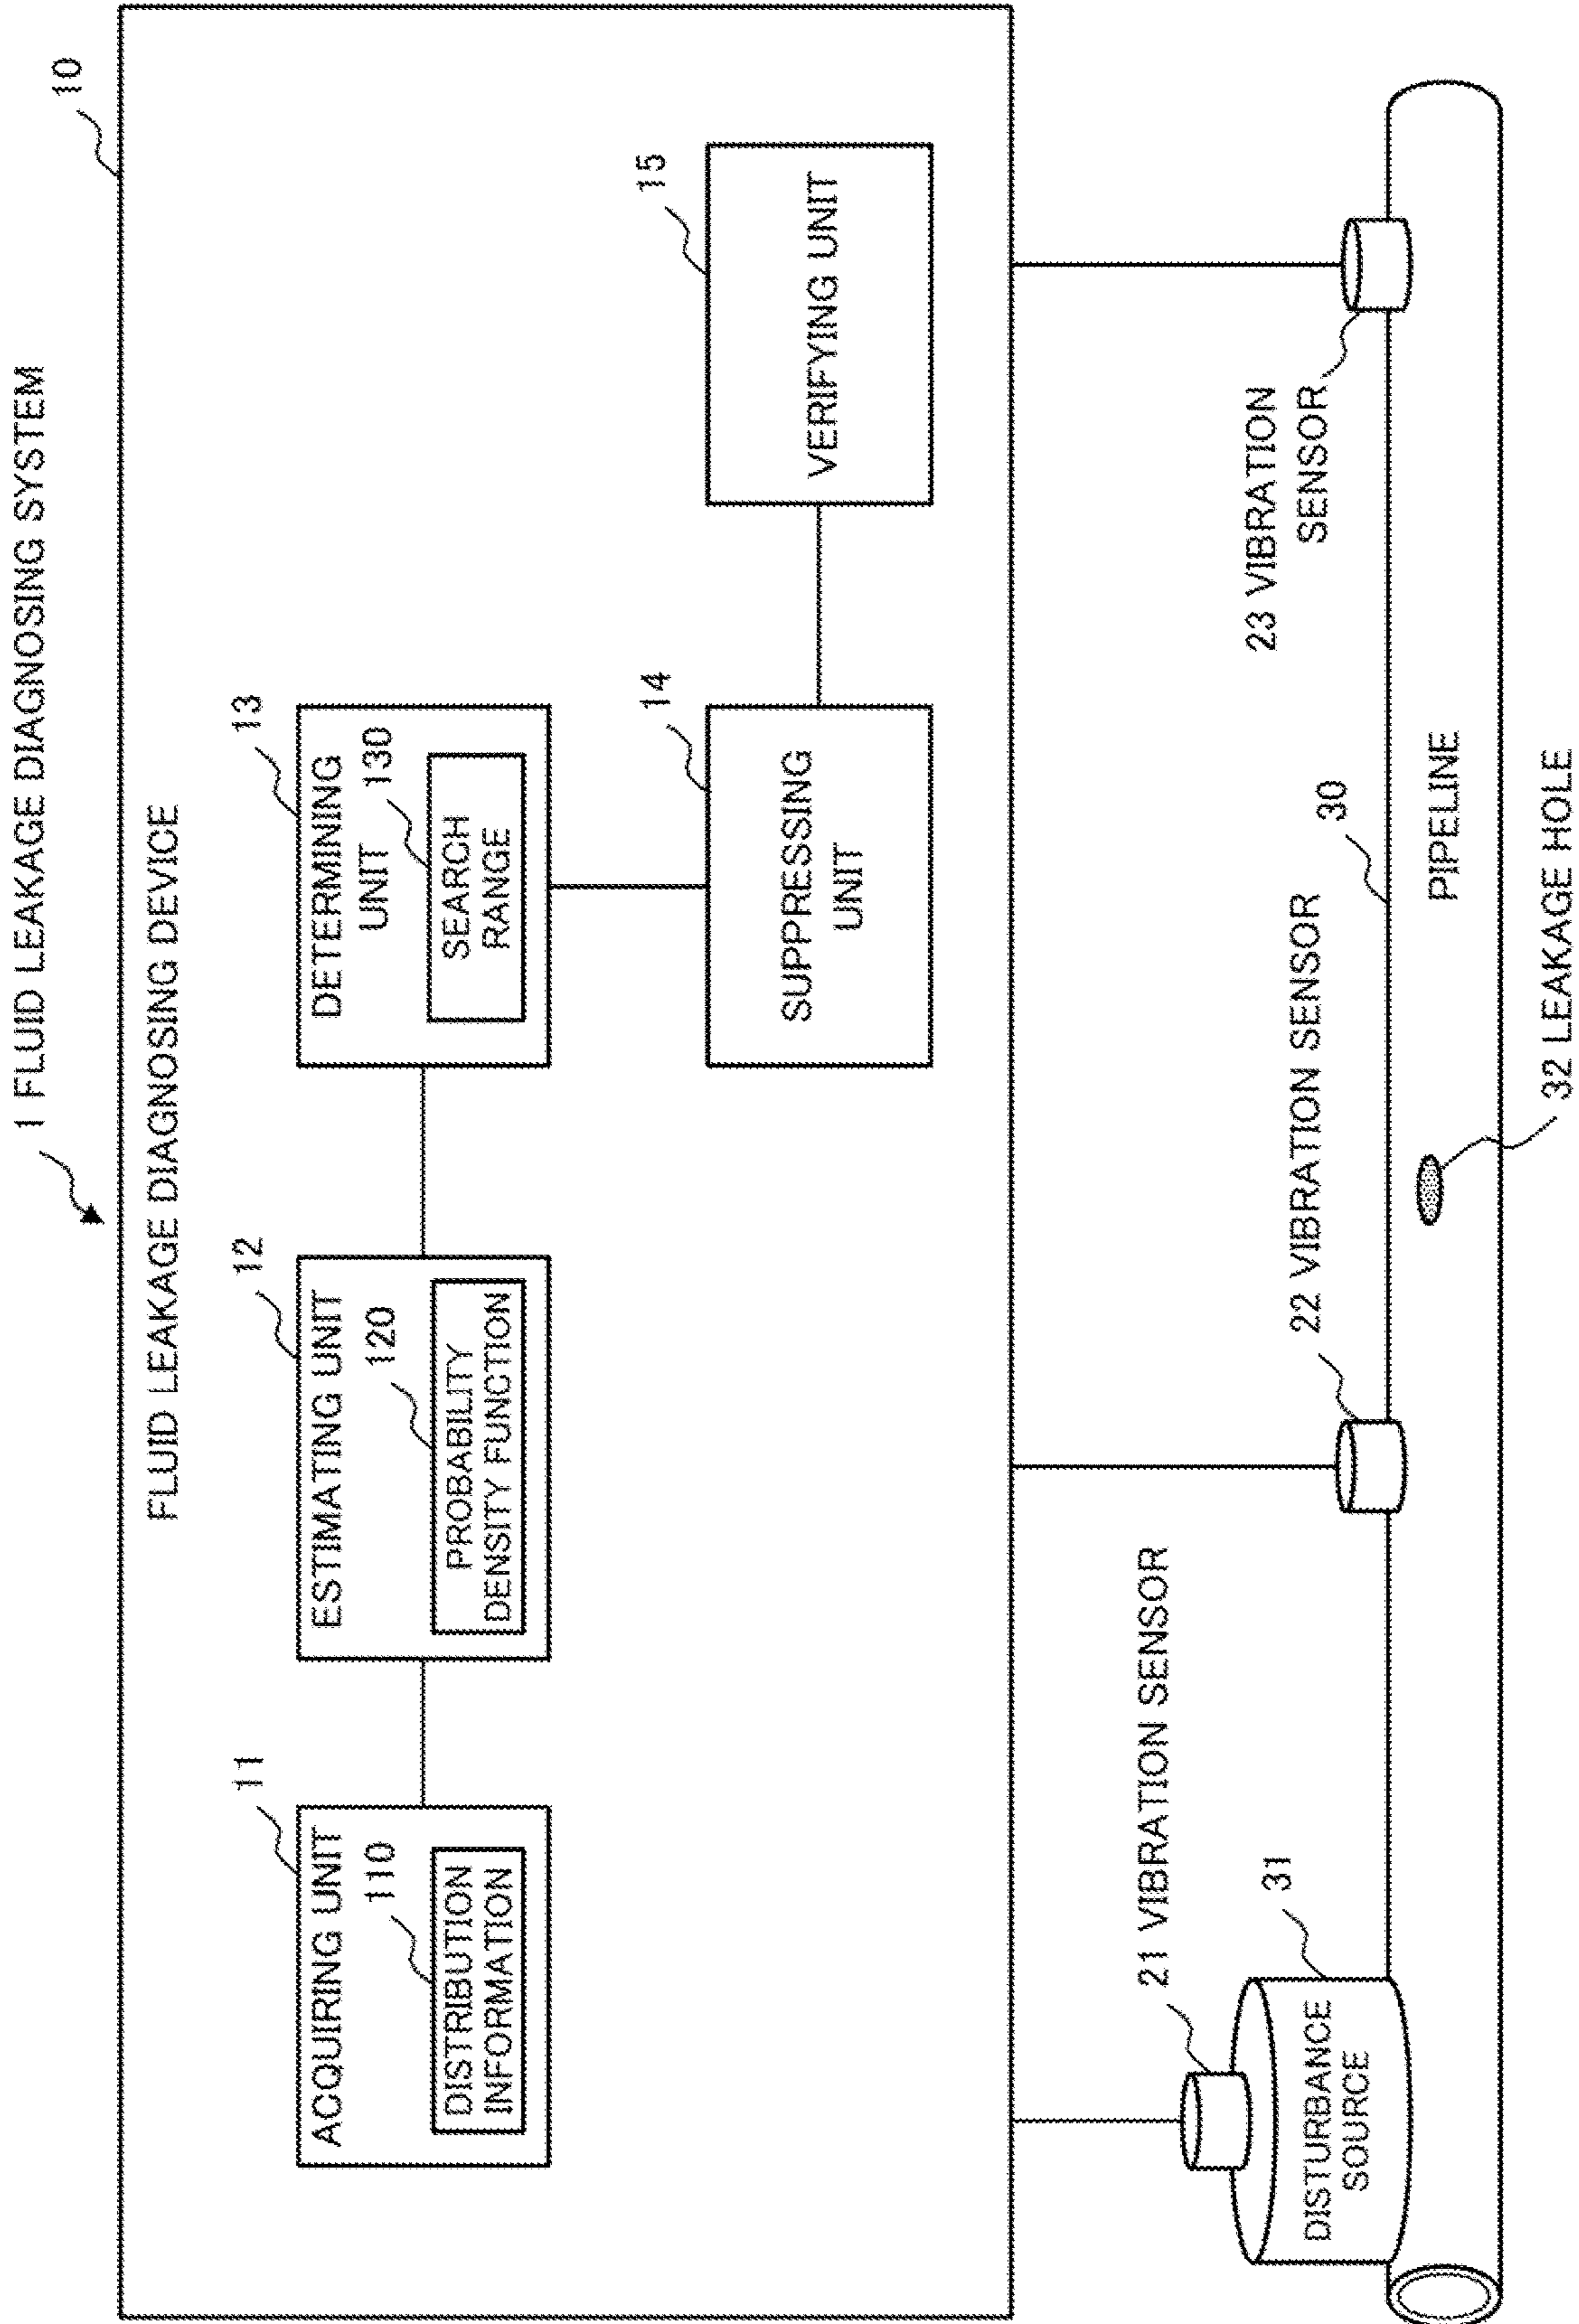 1 FLUID LEAKAGE DIAGNOSING SYSTEM
10
FLUID LEAKAGE DIAGNOSING DEVICE
11
ACQUIRING UNIT
110
DISTRIBUTION
INFORMATION
12
ESTIMATING UNIT
120
PROBABILITY
DENSITY FUNCTION
13
DETERMINING
UNIT
130
SEARCH
RANGE
14
SUPPRESSING
UNIT
15
VERIFYING UNIT
21 VIBRATION SENSOR
22 VIBRATION SENSOR
23 VIBRATION
SENSOR
31
DISTURBANCE
SOURCE
30
PIPELINE
32 LEAKAGE HOLE